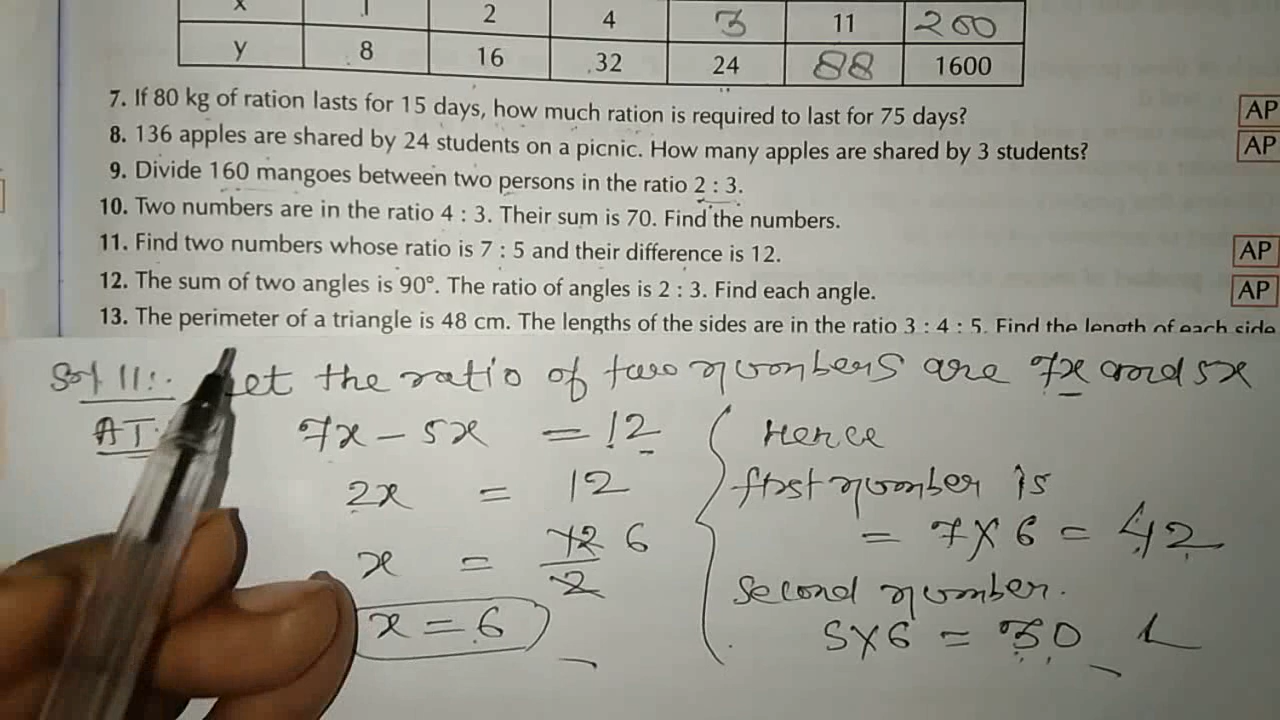 x 1 2 4 3 11 200
y 8 16 32 24 88 1600
7. If 80 kg of ration lasts for 15 days, how much ration is required to last for 75 days? AP
8. 136 apples are shared by 24 students on a picnic. How many apples are shared by 3 students? AP
9. Divide 160 mangoes between two persons in the ratio 2 : 3.
10. Two numbers are in the ratio 4 : 3. Their sum is 70. Find the numbers.
11. Find two numbers whose ratio is 7 : 5 and their difference is 12. AP
12. The sum of two angles is 90°. The ratio of angles is 2 : 3. Find each angle. AP
13. The perimeter of a triangle is 48 cm. The lengths of the sides are in the ratio 3 : 4 : 5. Find the length of each side
Sol 11:. Let the ratio of two numbers are 7x and 5x
AT
7x - 5x = 12
2x = 12
x = 12/2 6
x = 6
Hence
first number is
= 7 X 6 = 42
second number.
5X6 = 30